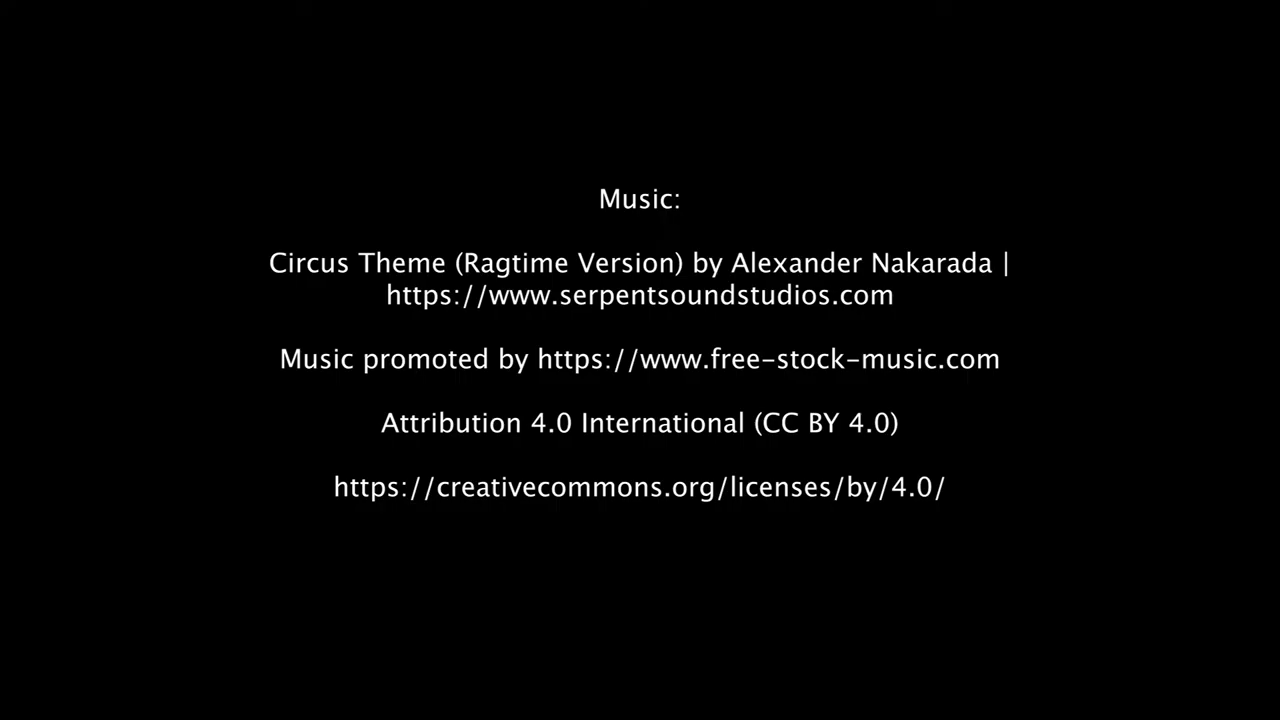 Music:
Circus Theme (Ragtime Version) by Alexander Nakarada |
https://www.serpentsoundstudios.com
Music promoted by https://www.free-stock-music.com
Attribution 4.0 International (CC BY 4.0)
https://creativecommons.org/licenses/by/4.0/